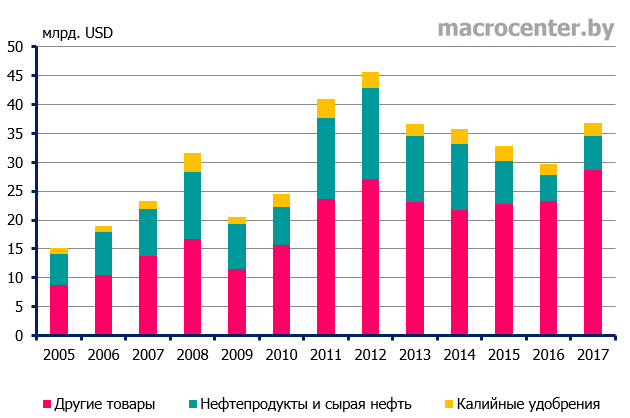 macrocenter.by
млрд. USD
50
45
40
35
30
25
20
15
10
5
0
2005 2006 2007 2008 2009 2010 2011 2012 2013 2014 2015 2016 2017
Другие товары Нефтепродукты и сырая нефть Калийные удобрения